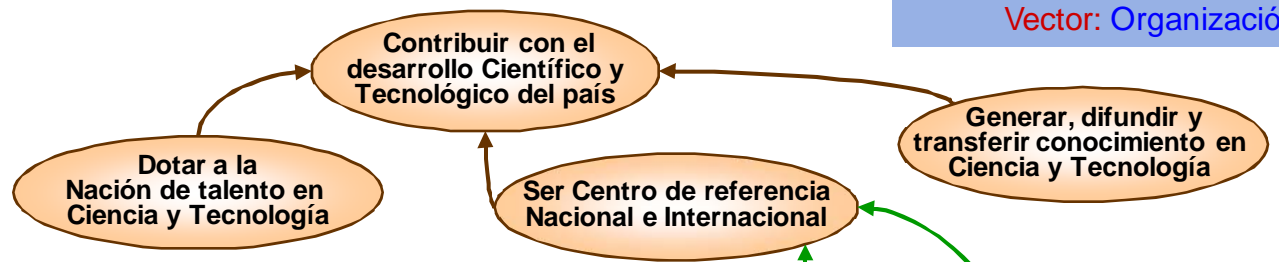 Vector: Organizació
Contribuir con el
desarrollo Científico y
Tecnológico del país
Generar, difundir y
transferir conocimiento en
Ciencia y Tecnología
Dotar a la
Nación de talento en
Ciencia y Tecnología
Ser Centro de referencia
Nacional e Internacional